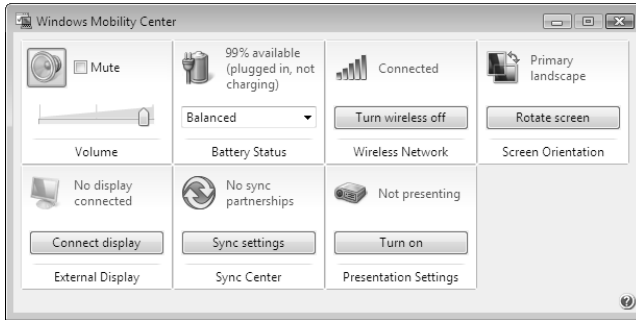 Windows Mobility Center
Mute
Volume
99% available
(plugged in, not
charging)
Balanced
Battery Status
Connected
Turn wireless off
Wireless Network
Primary
landscape
Rotate screen
Screen Orientation
No display
connected
Connect display
External Display
No sync
partnerships
Sync settings
Sync Center
Not presenting
Turn on
Presentation Settings
?